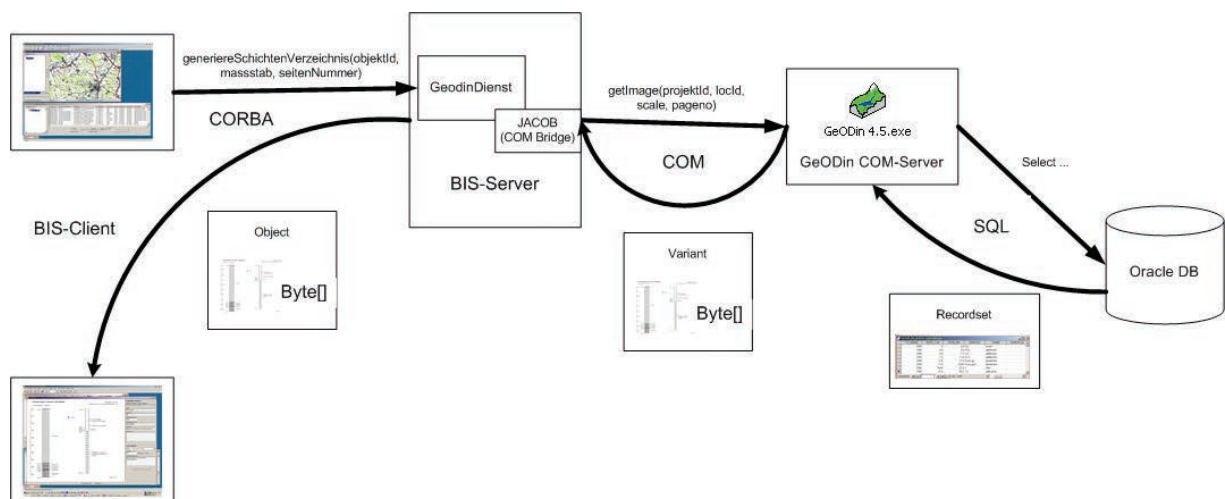 generiereSchichtenVerzeichnis(objektId,
massstab, seitenNummer)
CORBA
BIS-Client
GeodinDienst
JACOB
(COM Bridge)
BIS-Server
Object
Byte[]
getImage(projektId, locId,
scale, pageno)
COM
Variant
Byte[]
GeODin 4.5.exe
GeODin COM-Server
Select ...
SQL
Recordset
Oracle DB